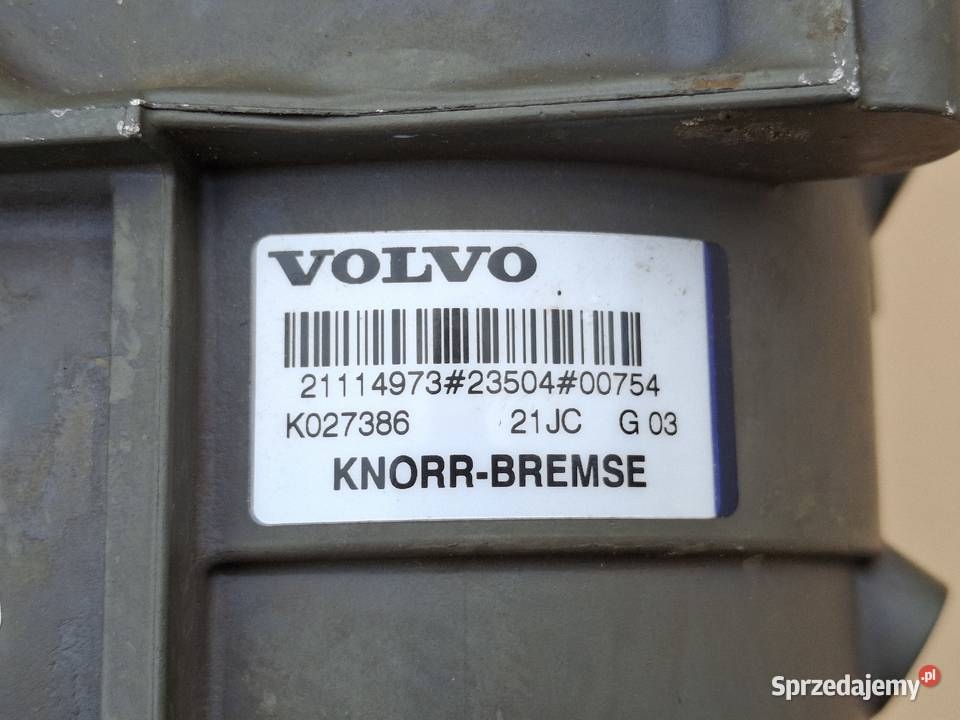 VOLVO
21114973#23504#00754
K027386 21JC G 03
KNORR-BREMSE
Sprzedajemy.pl